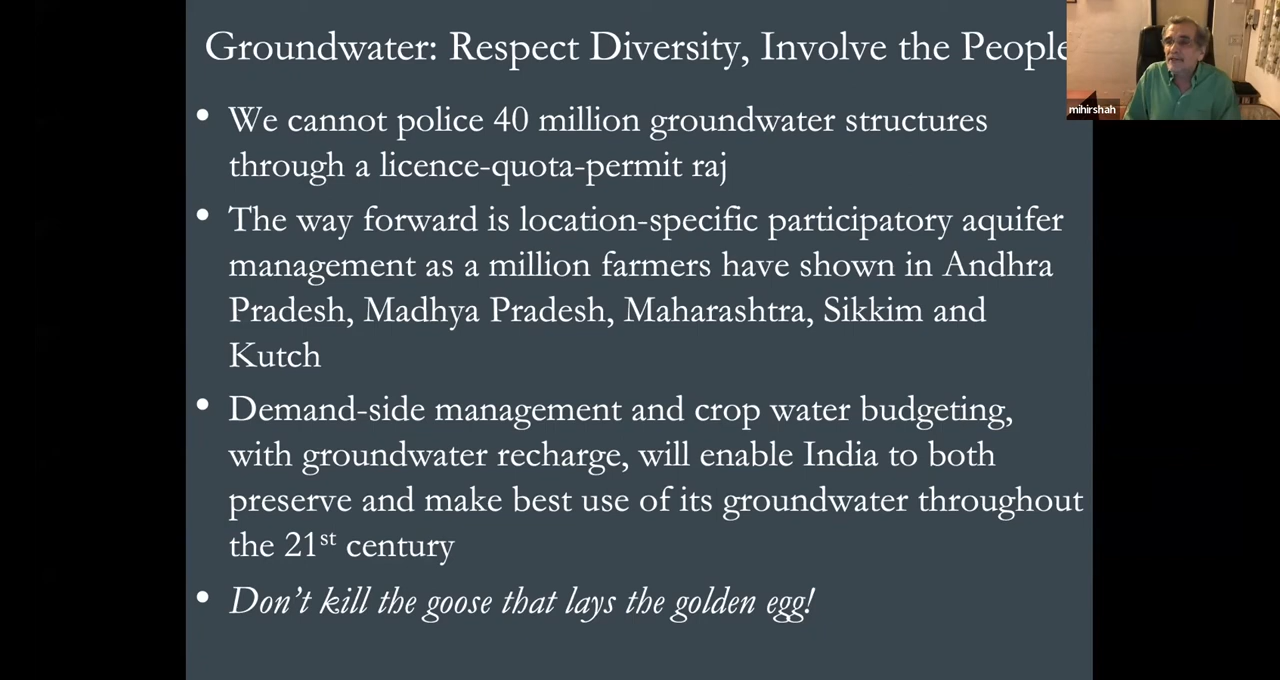 Groundwater: Respect Diversity, Involve the People
mihirshah
• We cannot police 40 million groundwater structures
through a licence-quota-permit raj
• The way forward is location-specific participatory aquifer
management as a million farmers have shown in Andhra
Pradesh, Madhya Pradesh, Maharashtra, Sikkim and
Kutch
• Demand-side management and crop water budgeting,
with groundwater recharge, will enable India to both
preserve and make best use of its groundwater throughout
the 21st century
• Don't kill the goose that lays the golden egg!